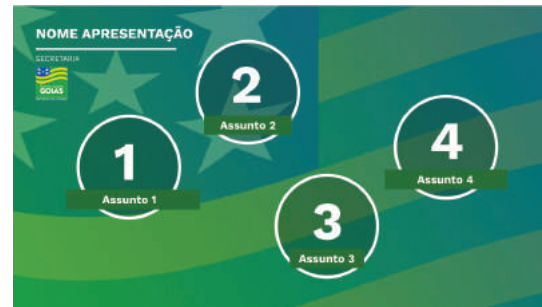 NOME APRESENTAÇÃO
SECRETARIA
GOIÁS
2
Assunto 2
1
Assunto 1
4
Assunto 4
3
Assunto 3